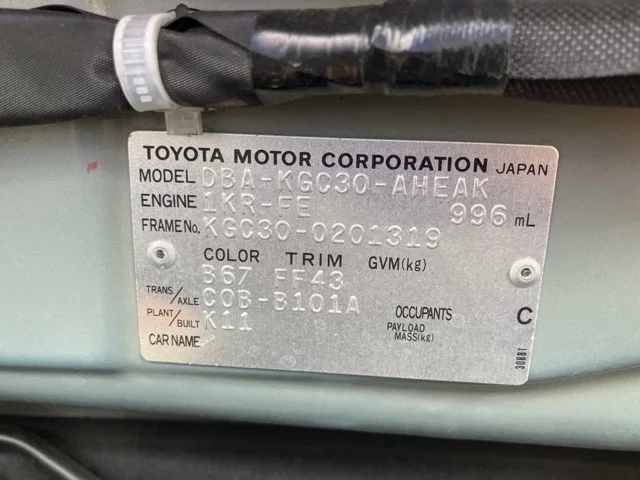 TOYOTA MOTOR CORPORATION JAPAN
MODEL DBA-KGC30-AHEAK
ENGINE 1KR-FE 996 mL
FRAME No. KGC30-0201319
COLOR TRIM GVM(kg)
B67 FF43
TRANS./AXLE C0B-B101A
PLANT/BUILT K11
OCCUPANTS C
PAYLOAD MASS(kg)
CAR NAME
30881